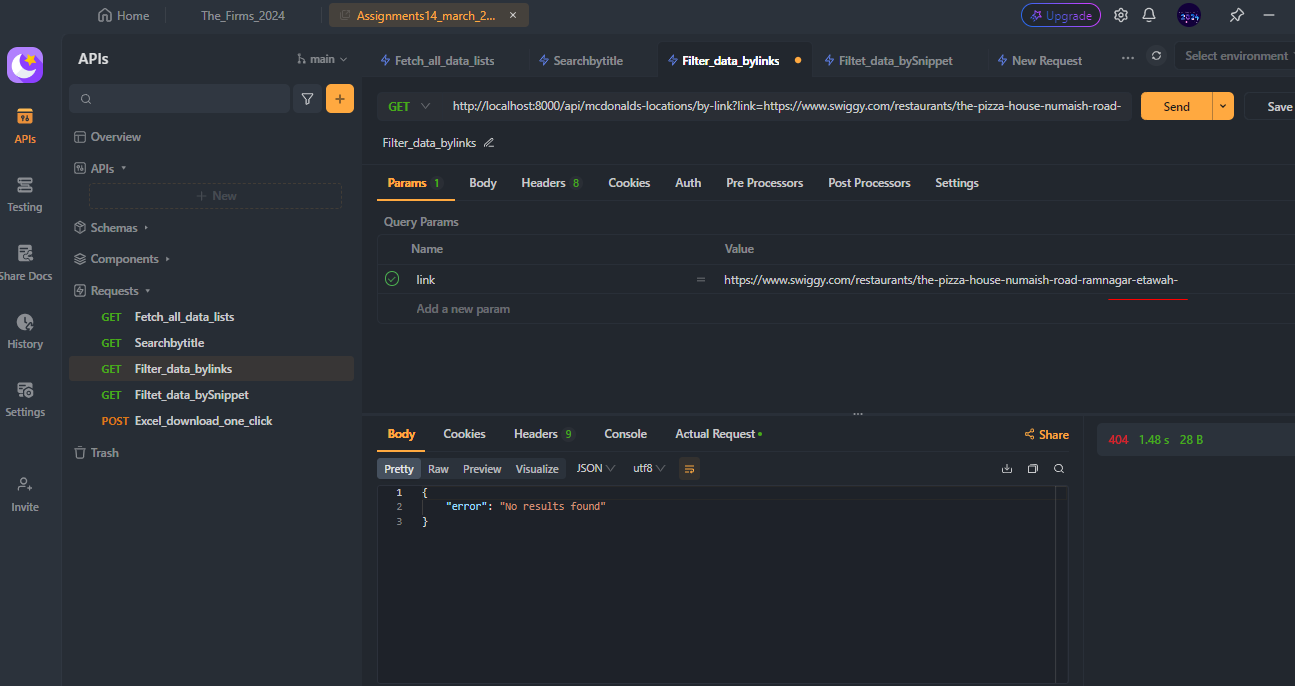 Home
The_Firms_2024
Assignments14_march_2...
Upgrade
APIs
main
Fetch_all_data_lists
Searchbytitle
Filter_data_bylinks
Filtet_data_bySnippet
New Request
Select environment
GET
http://localhost:8000/api/mcdonalds-locations/by-link?link=https://www.swiggy.com/restaurants/the-pizza-house-numaish-road-
Send
Save
Filter_data_bylinks
APIs
Testing
Share Docs
History
Settings
Invite
Overview
APIs
+ New
Schemas
Components
Requests
GET Fetch_all_data_lists
GET Searchbytitle
GET Filter_data_bylinks
GET Filtet_data_bySnippet
POST Excel_download_one_click
Trash
Params 1 Body Headers 8 Cookies Auth Pre Processors Post Processors Settings
Query Params
Name Value
link = https://www.swiggy.com/restaurants/the-pizza-house-numaish-road-ramnagar-etawah-
Add a new param
Body Cookies Headers 9 Console Actual Request Share
404 1.48 s 28 B
Pretty Raw Preview Visualize JSON utf8
1 {
2 "error": "No results found"
3 }